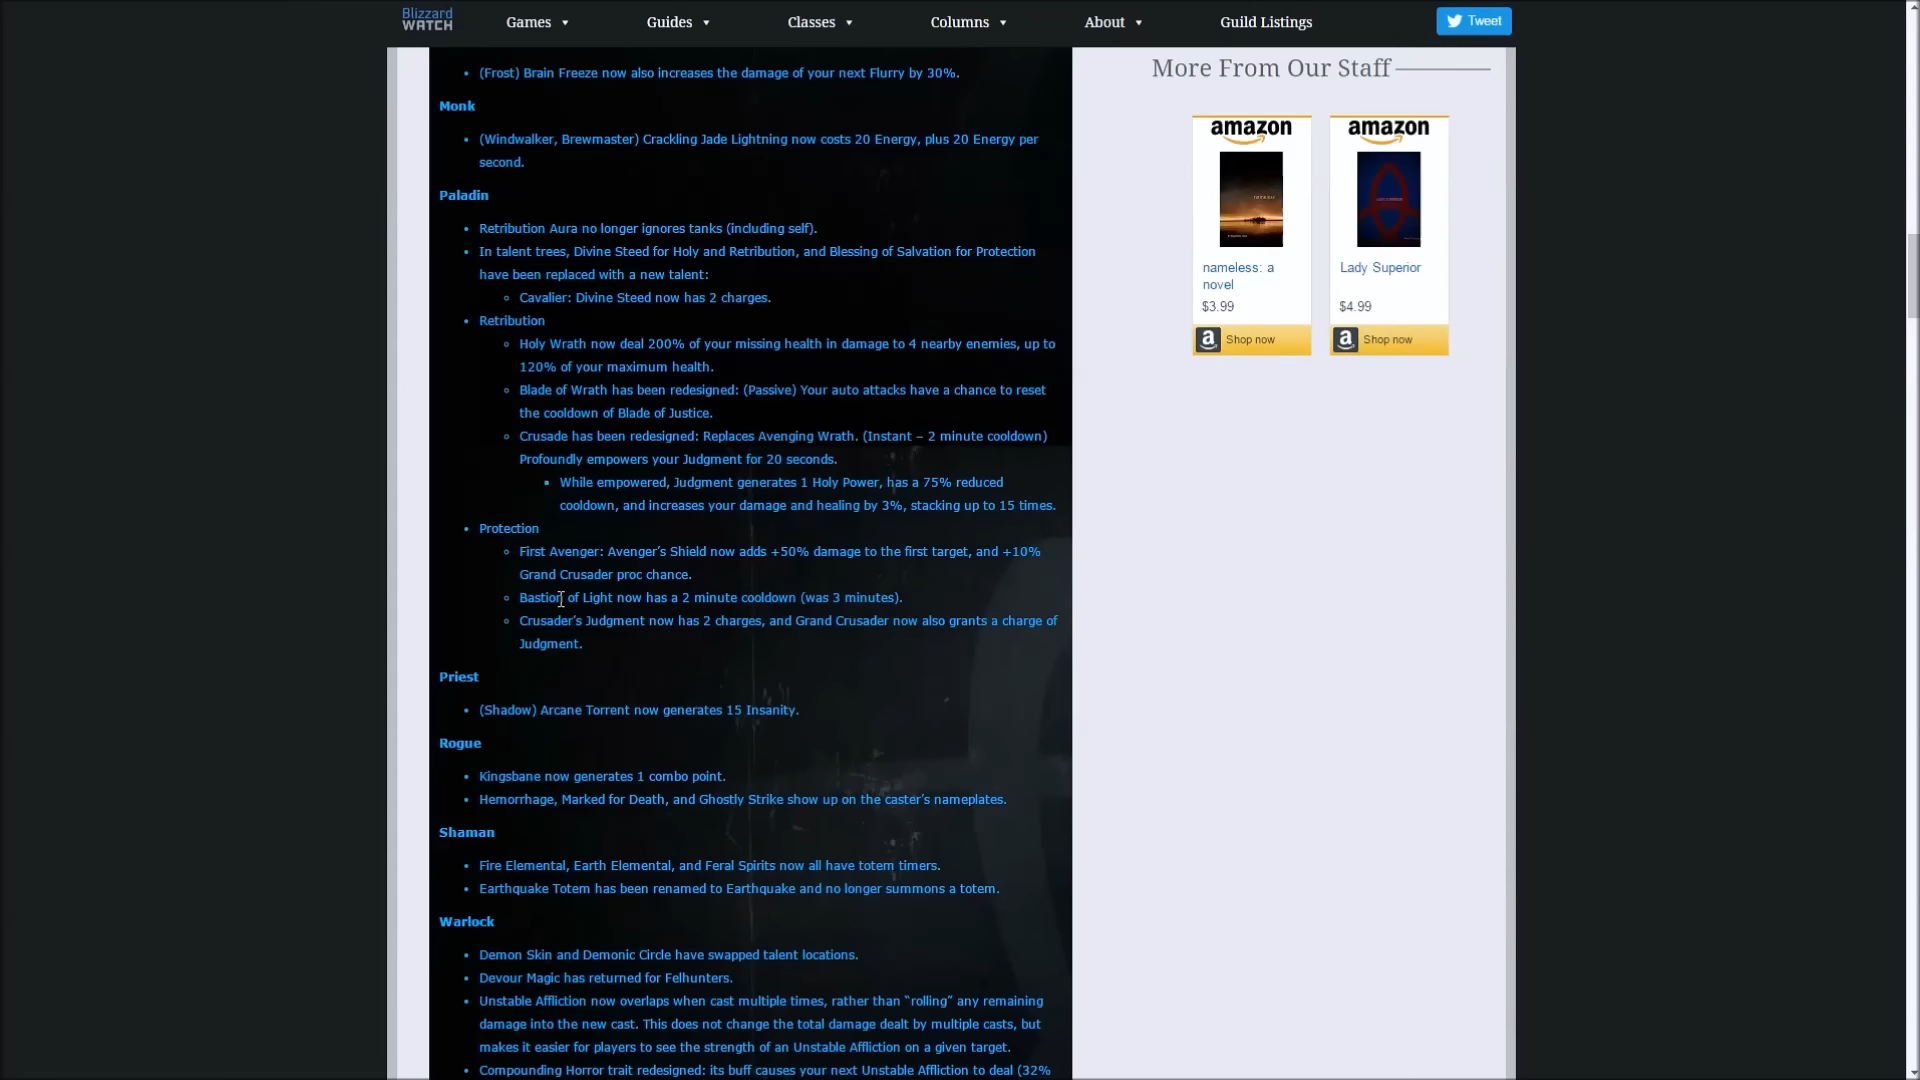 Blizzard
WATCH
Games
Guides
Classes
Columns
About
Guild Listings
Tweet
(Frost) Brain Freeze now also increases the damage of your next Flurry by 30%.
Monk
(Windwalker, Brewmaster) Crackling Jade Lightning now costs 20 Energy, plus 20 Energy per
second.
Paladin
Retribution Aura no longer ignores tanks (including self).
In talent trees, Divine Steed for Holy and Retribution, and Blessing of Salvation for Protection
have been replaced with a new talent:
Cavalier: Divine Steed now has 2 charges.
Retribution
Holy Wrath now deal 200% of your missing health in damage to 4 nearby enemies, up to
120% of your maximum health.
Blade of Wrath has been redesigned: (Passive) Your auto attacks have a chance to reset
the cooldown of Blade of Justice.
Crusade has been redesigned: Replaces Avenging Wrath. (Instant – 2 minute cooldown)
Profoundly empowers your Judgment for 20 seconds.
While empowered, Judgment generates 1 Holy Power, has a 75% reduced
cooldown, and increases your damage and healing by 3%, stacking up to 15 times.
Protection
First Avenger: Avenger’s Shield now adds +50% damage to the first target, and +10%
Grand Crusader proc chance.
Bastion of Light now has a 2 minute cooldown (was 3 minutes).
Crusader’s Judgment now has 2 charges, and Grand Crusader now also grants a charge of
Judgment.
Priest
(Shadow) Arcane Torrent now generates 15 Insanity.
Rogue
Kingsbane now generates 1 combo point.
Hemorrhage, Marked for Death, and Ghostly Strike show up on the caster’s nameplates.
Shaman
Fire Elemental, Earth Elemental, and Feral Spirits now all have totem timers.
Earthquake Totem has been renamed to Earthquake and no longer summons a totem.
Warlock
Demon Skin and Demonic Circle have swapped talent locations.
Devour Magic has returned for Felhunters.
Unstable Affliction now overlaps when cast multiple times, rather than “rolling” any remaining
damage into the new cast. This does not change the total damage dealt by multiple casts, but
makes it easier for players to see the strength of an Unstable Affliction on a given target.
Compounding Horror trait redesigned: its buff causes your next Unstable Affliction to deal (32%
More From Our Staff
amazon
nameless: a
novel
$3.99
a Shop now
amazon
Lady Superior
$4.99
a Shop now